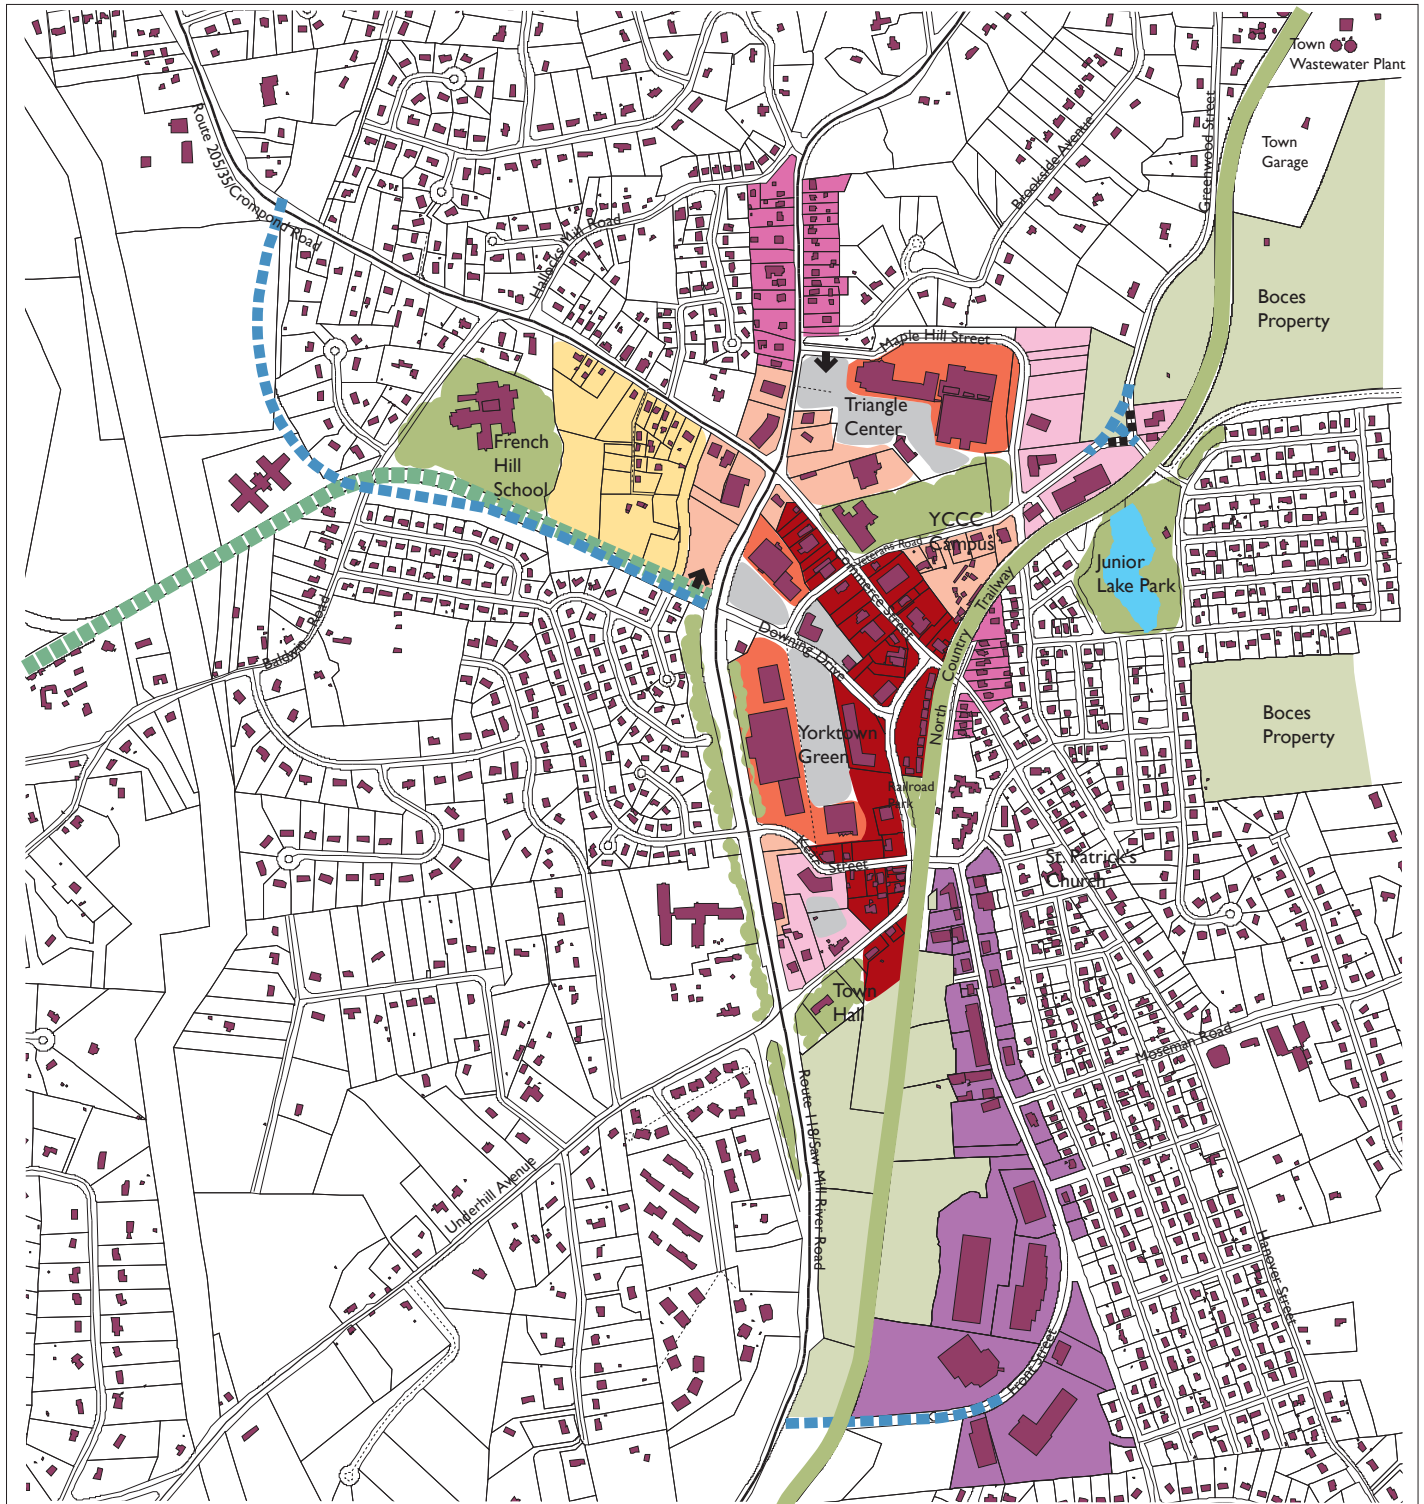 Town
Wastewater Plant
Greenwood Street
Town
Garage
Route 205/35/Crompond Road
Brookside Avenue
Hallocks Mill Road
Boces
Property
Maple Hill Street
Triangle
Center
French
Hill
School
YCCC
Campus
Veterans Road
Commerce Street
Junior
Lake Park
North Country Trailway
Baldwin Road
Downing Drive
Boces
Property
Yorktown
Green
Railroad
Park
Kear Street
St. Patrick's
Church
Town
Hall
Moseman Road
Route 118/Saw Mill River Road
Underhill Avenue
Hanover Street
Front Street